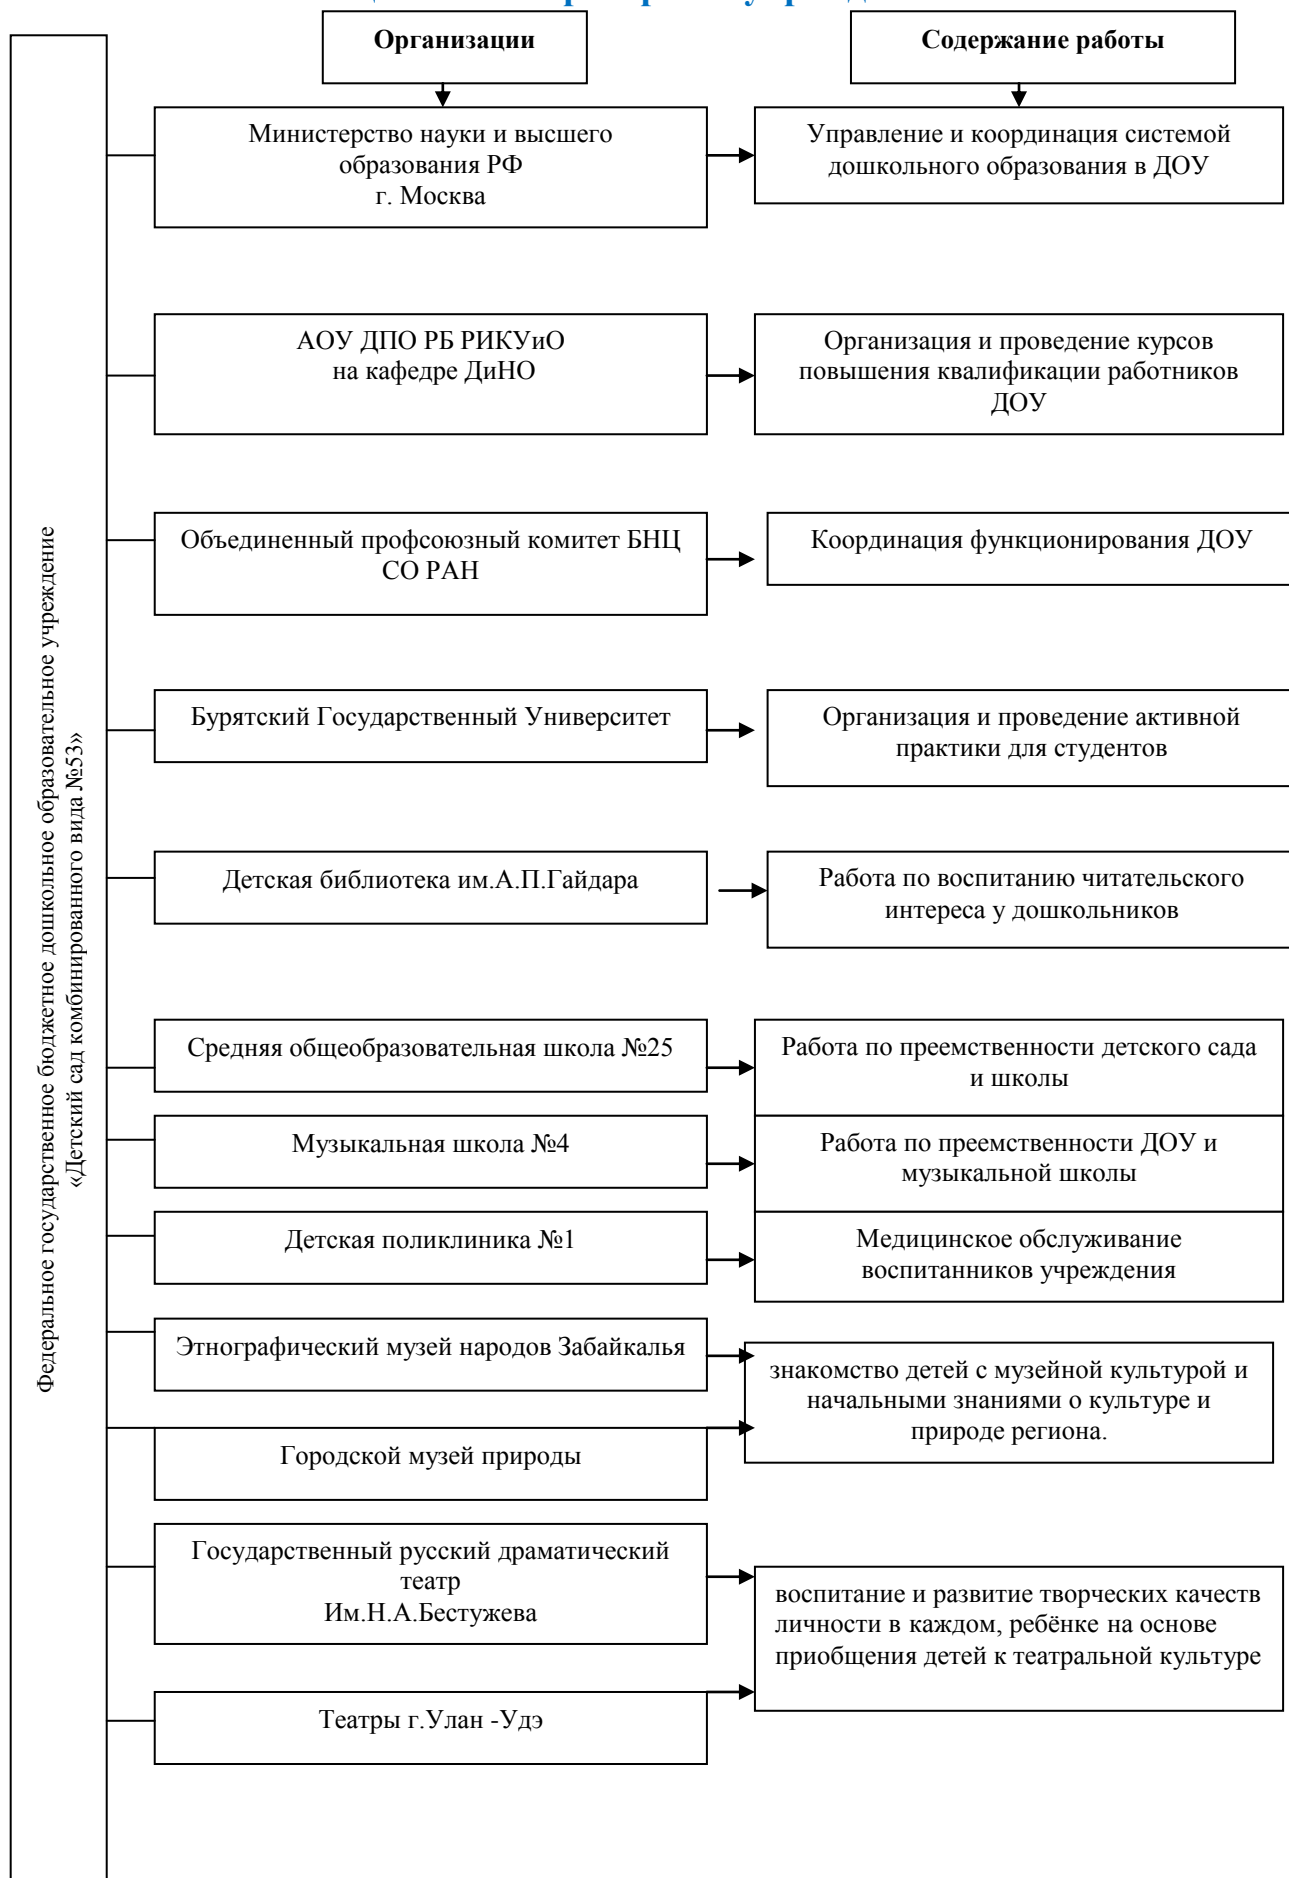 Организации
Содержание работы
Федеральное государственное бюджетное дошкольное образовательное учреждение
«Детский сад комбинированного вида №53»
Министерство науки и высшего
образования РФ
г. Москва
Управление и координация системой
дошкольного образования в ДОУ
АОУ ДПО РБ РИКУиО
на кафедре ДиНО
Организация и проведение курсов
повышения квалификации работников
ДОУ
Объединенный профсоюзный комитет БНЦ
СО РАН
Координация функционирования ДОУ
Бурятский Государственный Университет
Организация и проведение активной
практики для студентов
Детская библиотека им.А.П.Гайдара
Работа по воспитанию читательского
интереса у дошкольников
Средняя общеобразовательная школа №25
Работа по преемственности детского сада
и школы
Музыкальная школа №4
Работа по преемственности ДОУ и
музыкальной школы
Детская поликлиника №1
Медицинское обслуживание
воспитанников учреждения
Этнографический музей народов Забайкалья
знакомство детей с музейной культурой и
начальными знаниями о культуре и
природе региона.
Городской музей природы
Государственный русский драматический
театр
Им.Н.А.Бестужева
воспитание и развитие творческих качеств
личности в каждом, ребёнке на основе
приобщения детей к театральной культуре
Театры г.Улан -Удэ